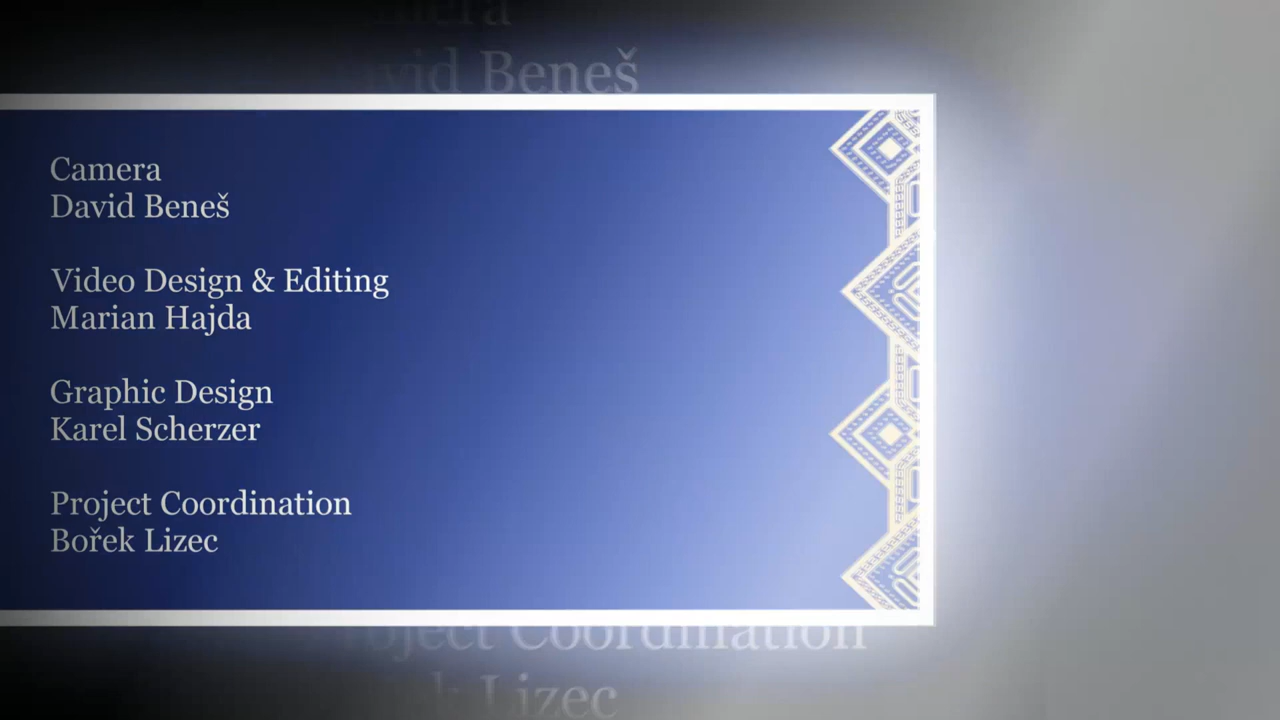 Camera
David Beneš
Video Design & Editing
Marian Hajda
Graphic Design
Karel Scherzer
Project Coordination
Bořek Lizec